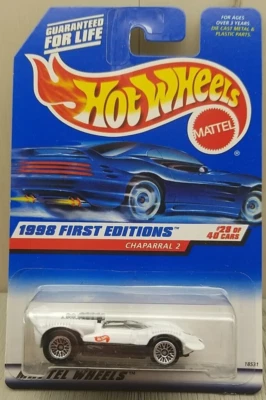 GUARANTEED
FOR LIFE
FOR AGES
OVER 3 YEARS
DIE CAST METAL &
PLASTIC PARTS.
Hot Wheels
MATTEL
1998 FIRST EDITIONS
CHAPARRAL 2
#28 of
40 CARS
18531
MATTEL WHEELS